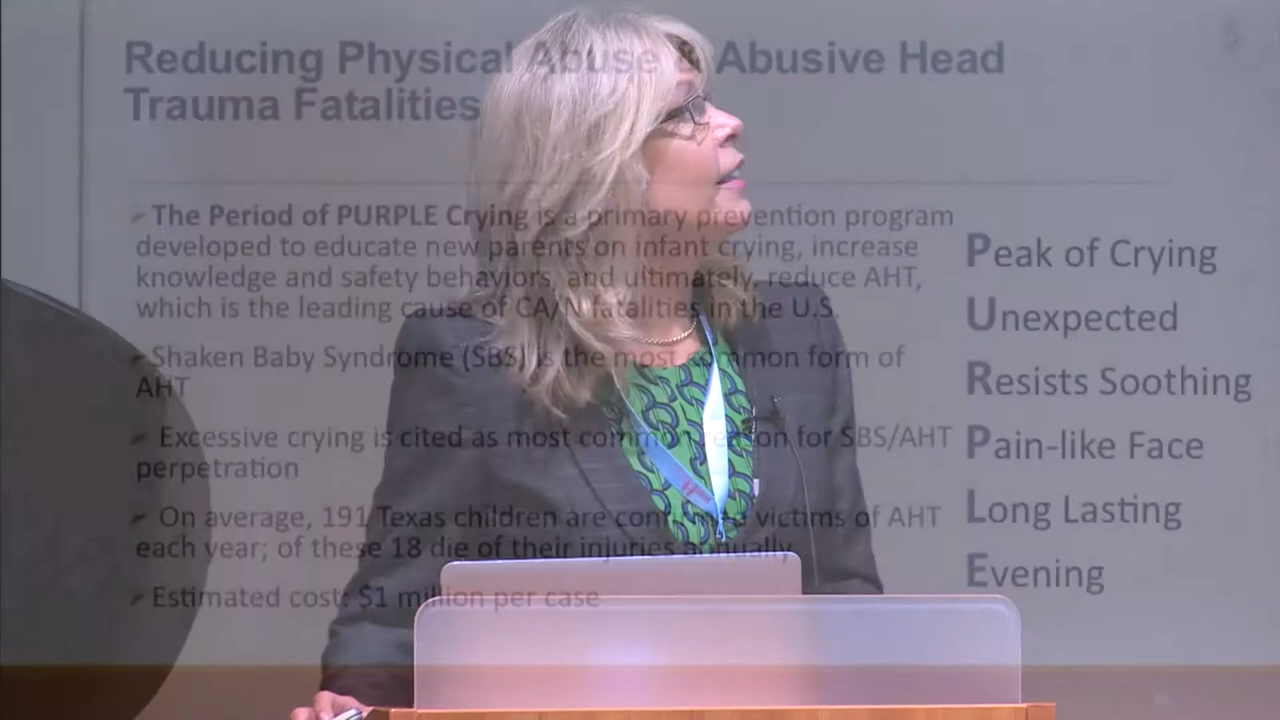 Reducing Physical Abuse Abusive Head
Trauma Fatalities
The Period of PURPLE Crying is a primary prevention program
developed to educate new parents on infant crying, increase
knowledge and safety behaviors and ultimately, reduce AHT,
which is the leading cause of CA/N fatalities in the U.S.
Shaken Baby Syndrome (SBS) is the most common form of
AHT
Excessive crying is cited as most common reason for SBS/AHT
perpetration
On average, 191 Texas children are victims of AHT
each year; of these 18 die of their injuries annually
Estimated cost: $1 million per case
Peak of Crying
Unexpected
Resists Soothing
Pain-like Face
Long Lasting
Evening